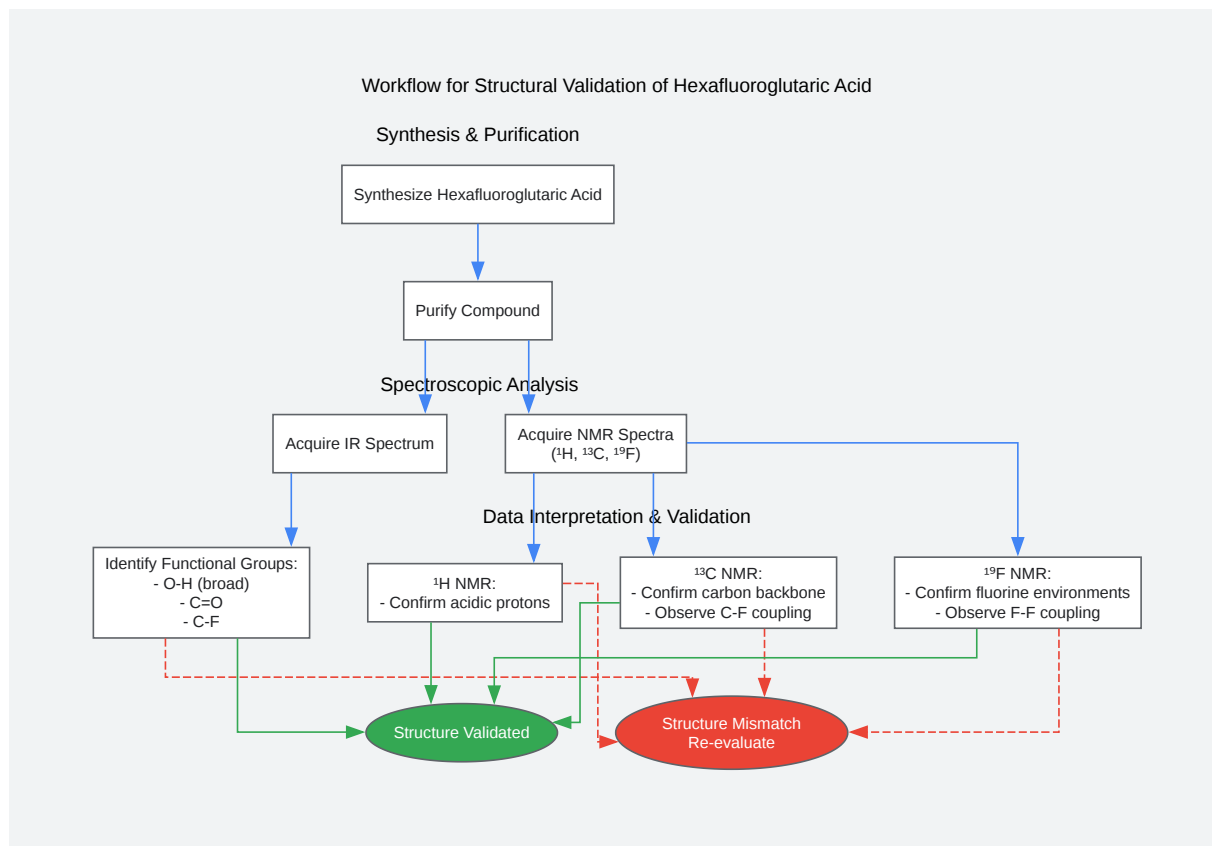 Workflow for Structural Validation of Hexafluoroglutaric Acid
Synthesis & Purification
Synthesize Hexafluoroglutaric Acid
Purify Compound
Spectroscopic Analysis
Acquire IR Spectrum
Acquire NMR Spectra
(¹H, ¹³C, ¹⁹F)
Data Interpretation & Validation
Identify Functional Groups:
- O-H (broad)
- C=O
- C-F
¹H NMR:
- Confirm acidic protons
¹³C NMR:
- Confirm carbon backbone
- Observe C-F coupling
¹⁹F NMR:
- Confirm fluorine environments
- Observe F-F coupling
Structure Validated
Structure Mismatch
Re-evaluate